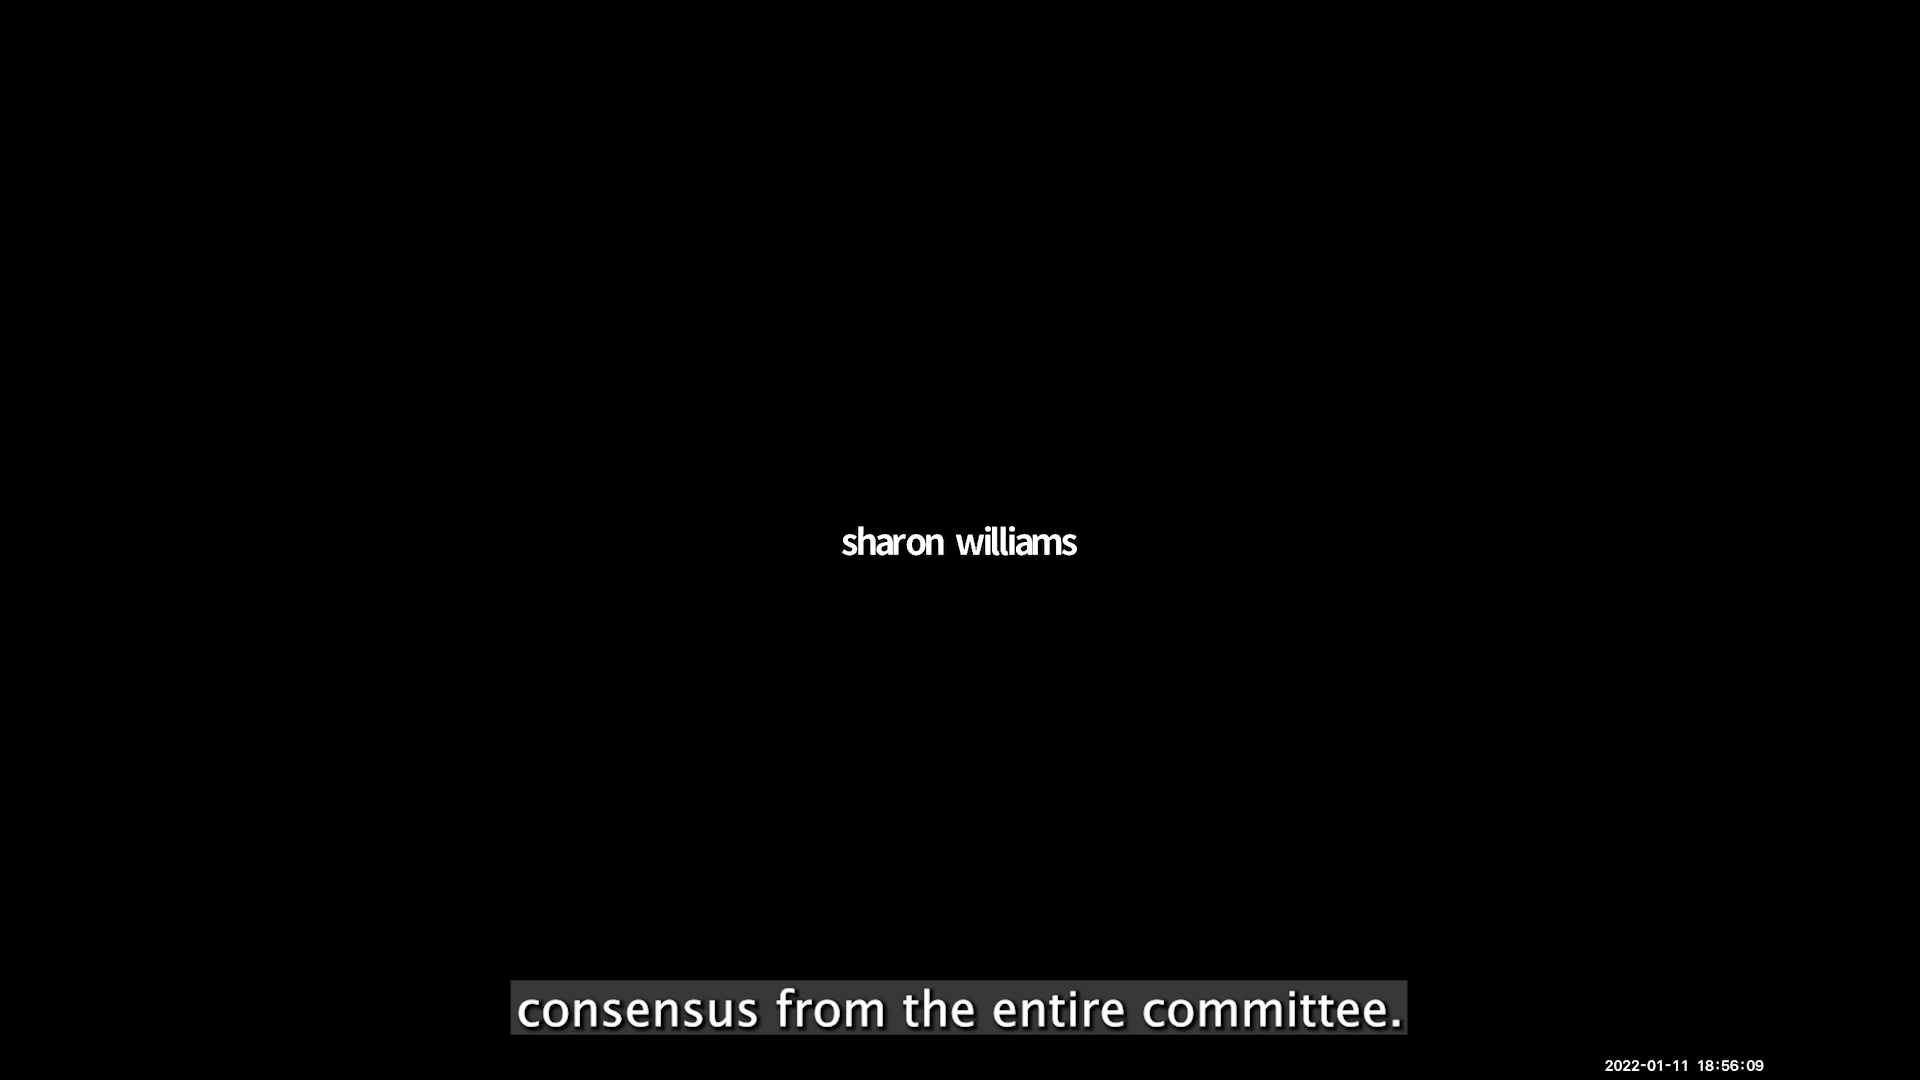 sharon williams
consensus from the entire committee.
2022-01-11 18:56:09